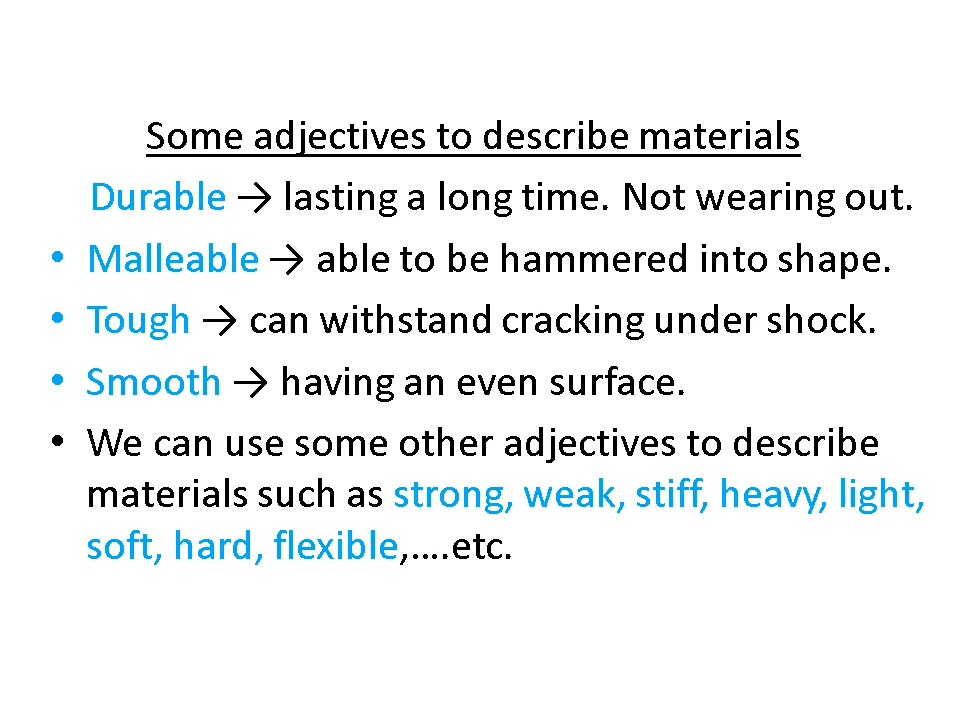 Some adjectives to describe materials
Durable → lasting a long time. Not wearing out.
• Malleable → able to be hammered into shape.
• Tough → can withstand cracking under shock.
• Smooth → having an even surface.
• We can use some other adjectives to describe
materials such as strong, weak, stiff, heavy, light,
soft, hard, flexible,....etc.